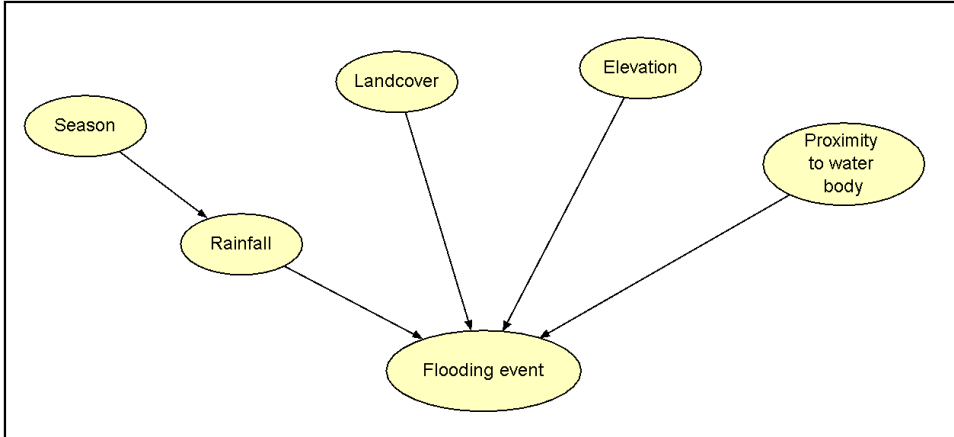 Elevation
Landcover
Season
Proximity
to water
body
Rainfall
Flooding event